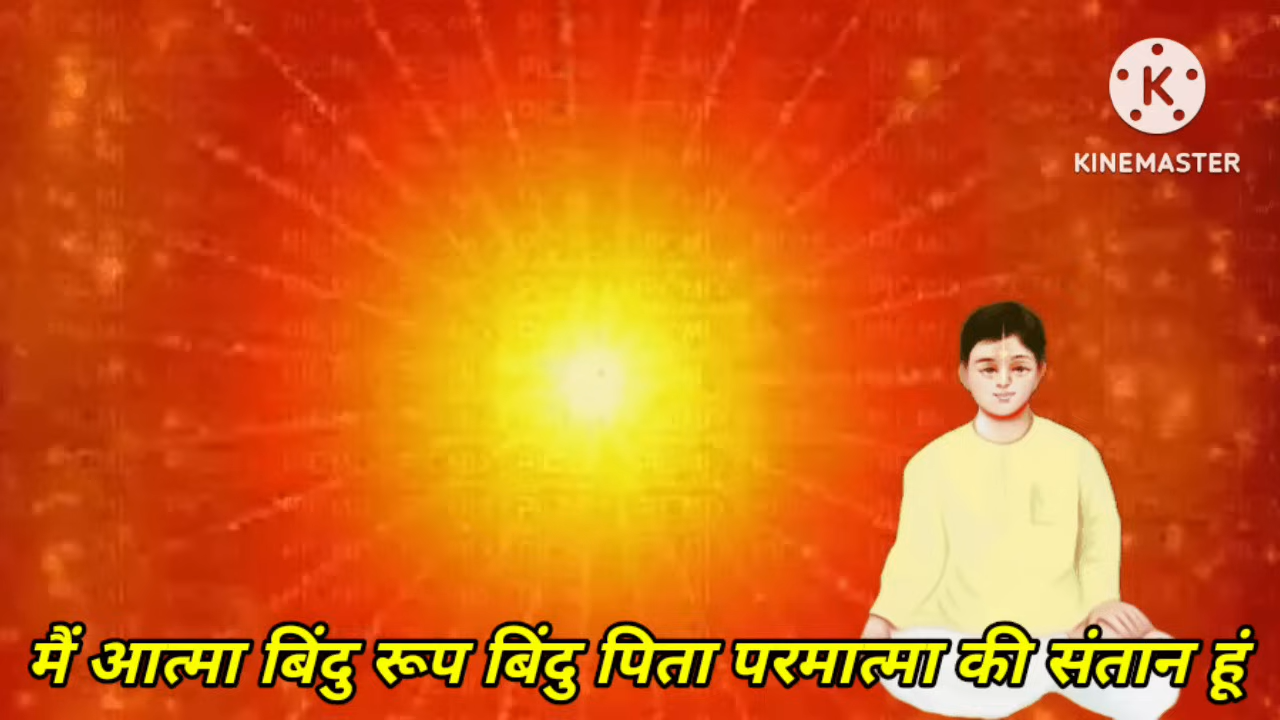 K
KINEMASTER
मैं आत्मा बिंदु रूप बिंदु पिता परमात्मा की संतान हूं